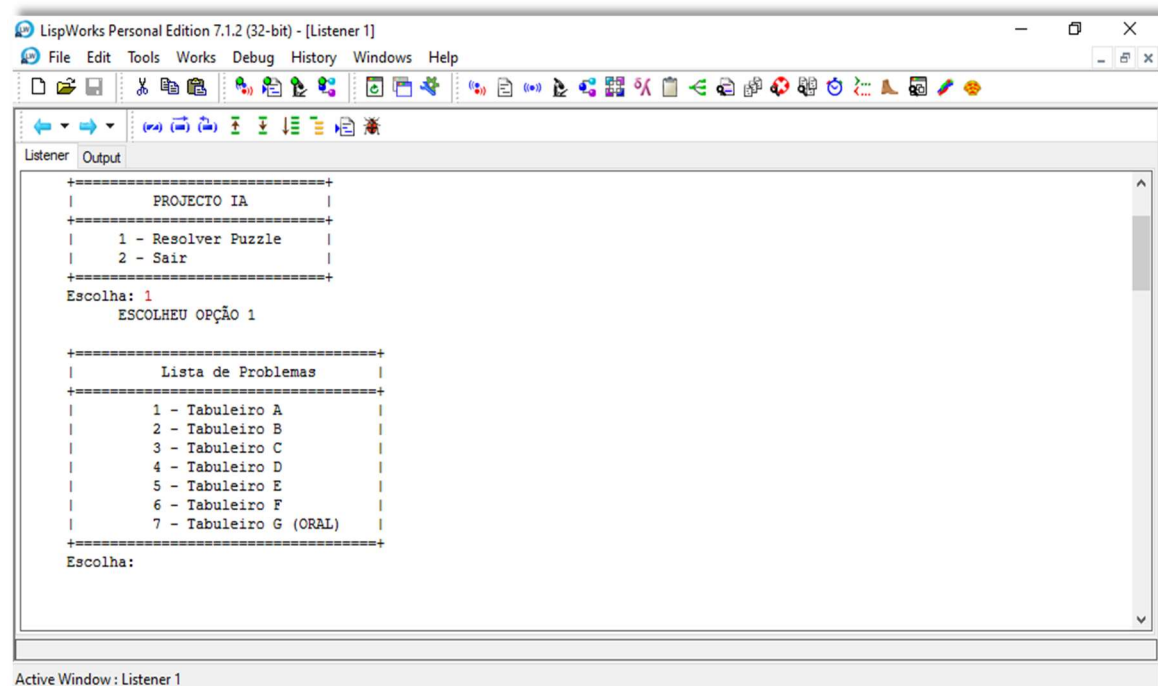 LispWorks Personal Edition 7.1.2 (32-bit) - [Listener 1]
File Edit Tools Works Debug History Windows Help
Listener Output
+=============================+
| PROJECTO IA |
+=============================+
| 1 - Resolver Puzzle |
| 2 - Sair |
+=============================+
Escolha: 1
ESCOLHEU OPÇÃO 1
+===================================+
| Lista de Problemas |
+===================================+
| 1 - Tabuleiro A |
| 2 - Tabuleiro B |
| 3 - Tabuleiro C |
| 4 - Tabuleiro D |
| 5 - Tabuleiro E |
| 6 - Tabuleiro F |
| 7 - Tabuleiro G (ORAL) |
+===================================+
Escolha:
Active Window : Listener 1